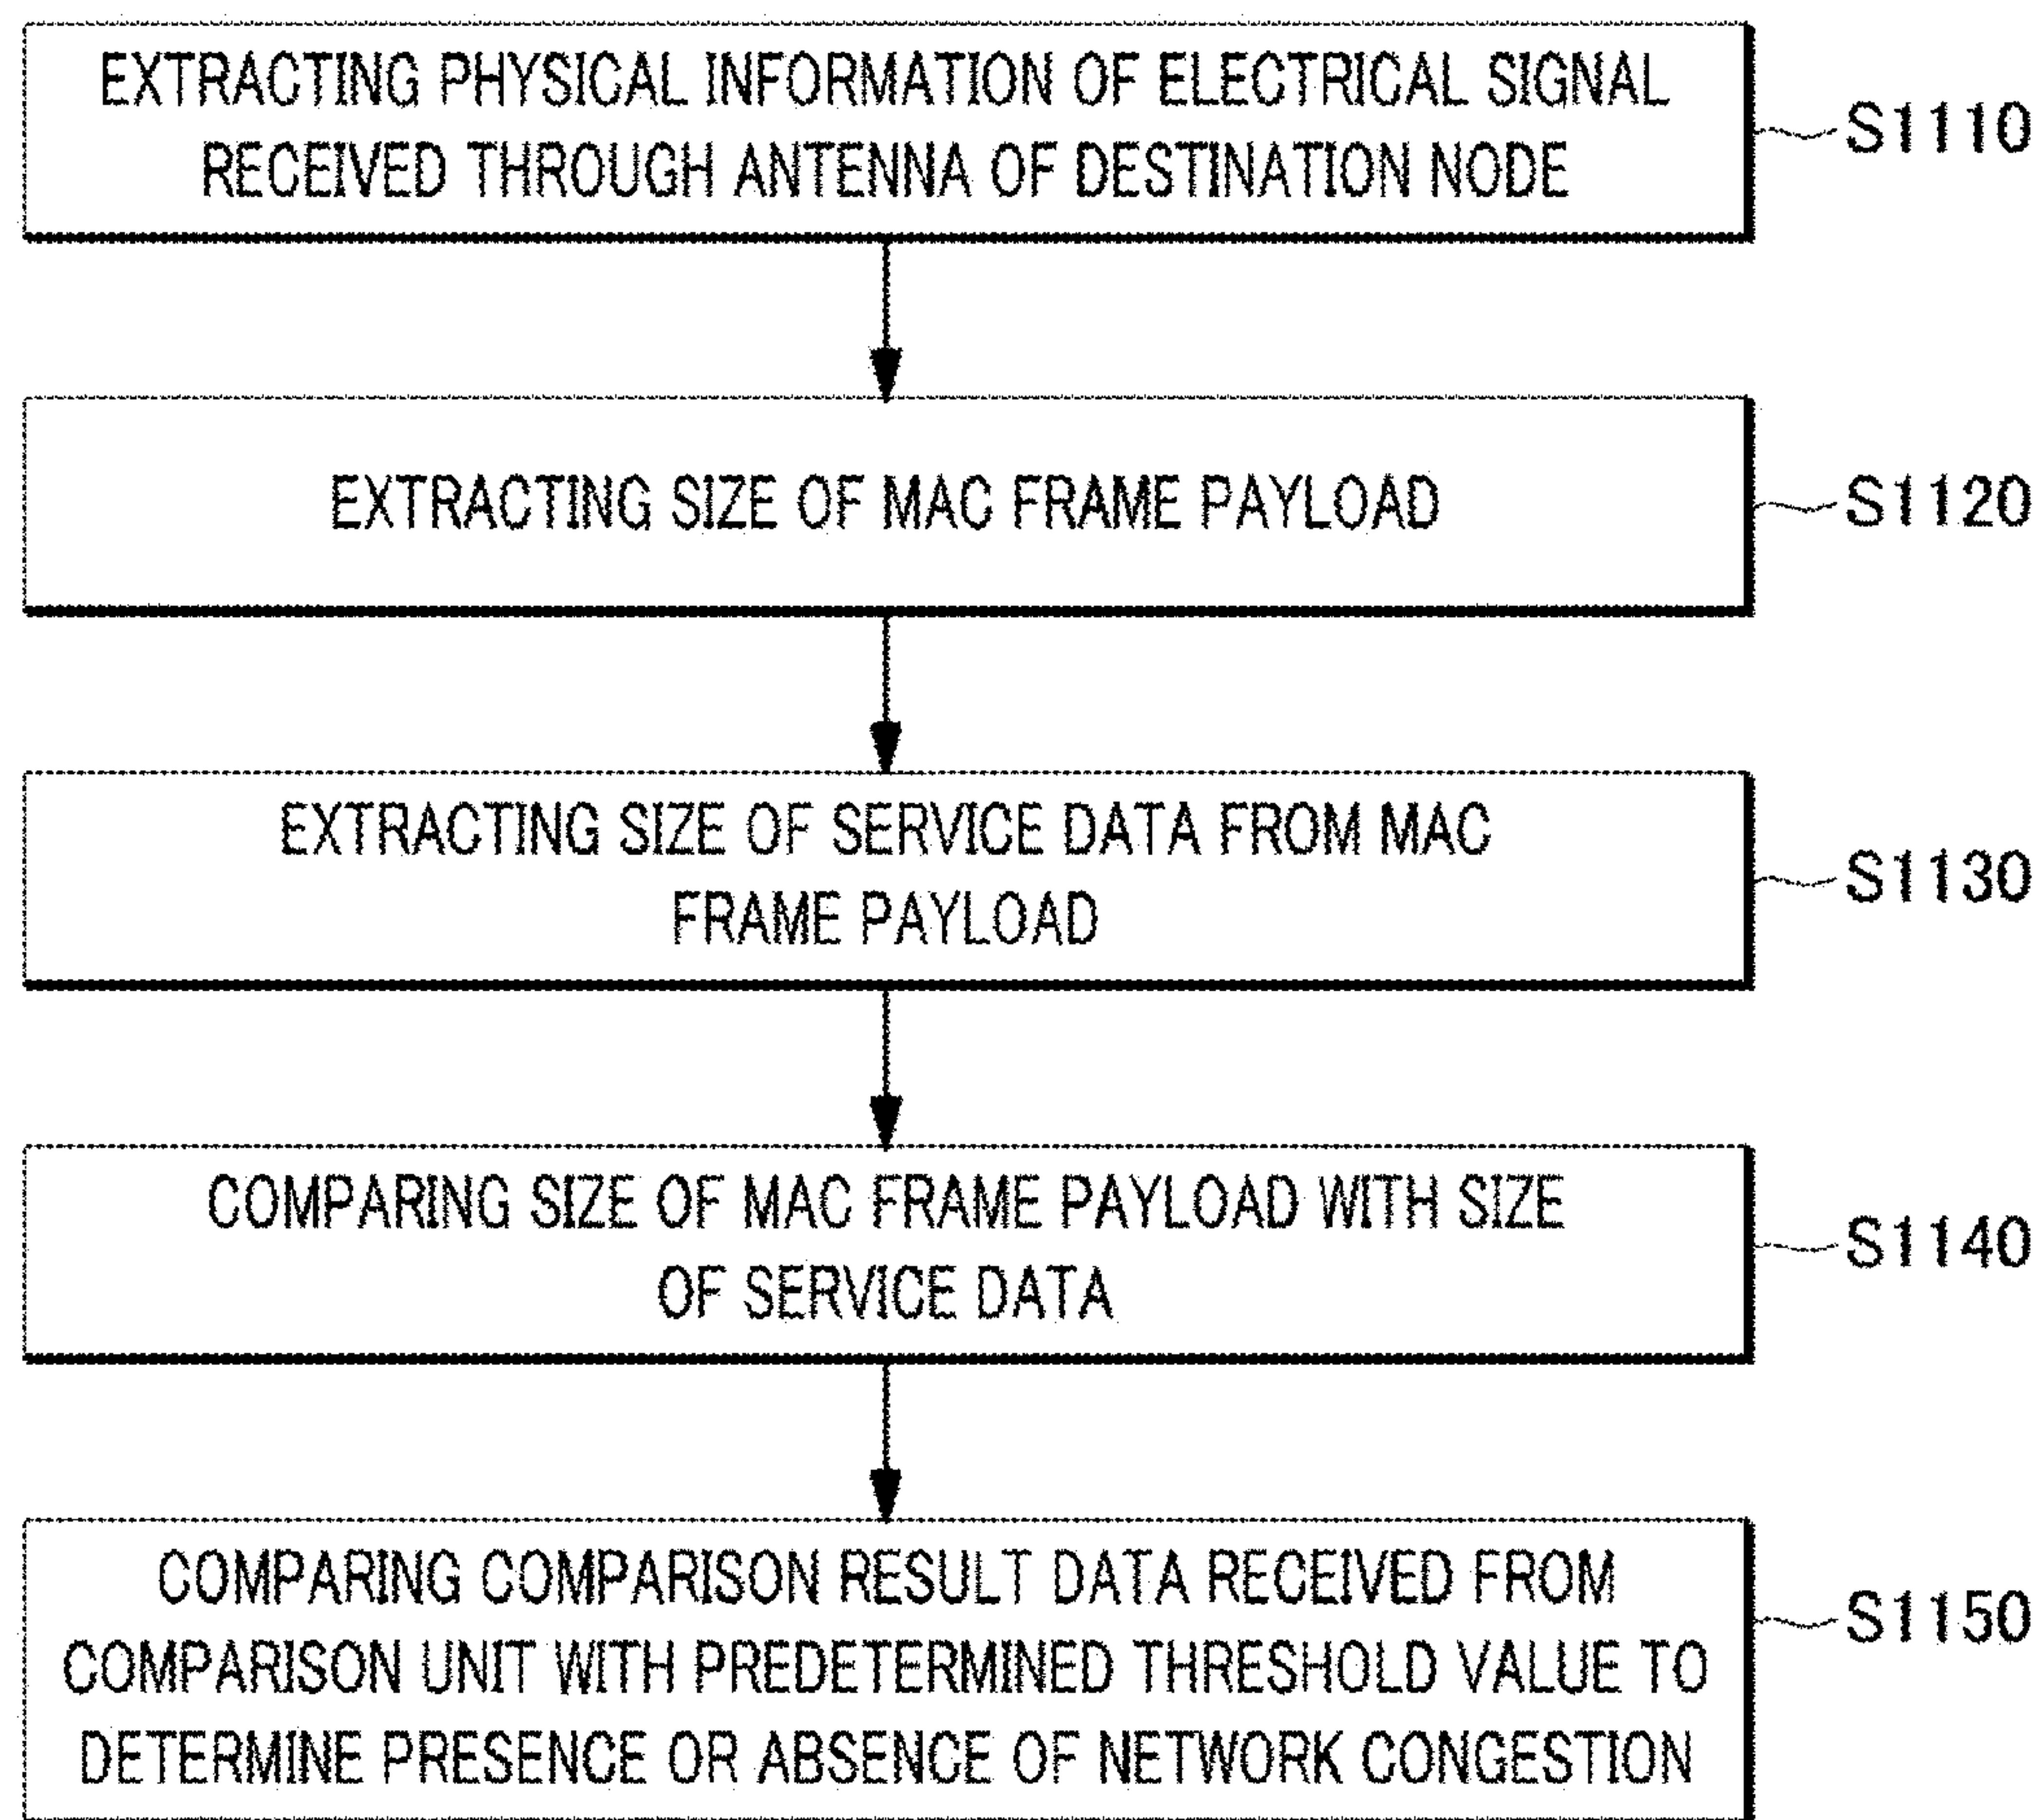 EXTRACTING PHYSICAL INFORMATION OF ELECTRICAL SIGNAL
RECEIVED THROUGH ANTENNA OF DESTINATION NODE
S1110
EXTRACTING SIZE OF MAC FRAME PAYLOAD
S1120
EXTRACTING SIZE OF SERVICE DATA FROM MAC
FRAME PAYLOAD
S1130
COMPARING SIZE OF MAC FRAME PAYLOAD WITH SIZE
OF SERVICE DATA
S1140
COMPARING COMPARISON RESULT DATA RECEIVED FROM
COMPARISON UNIT WITH PREDETERMINED THRESHOLD VALUE TO
DETERMINE PRESENCE OR ABSENCE OF NETWORK CONGESTION
S1150